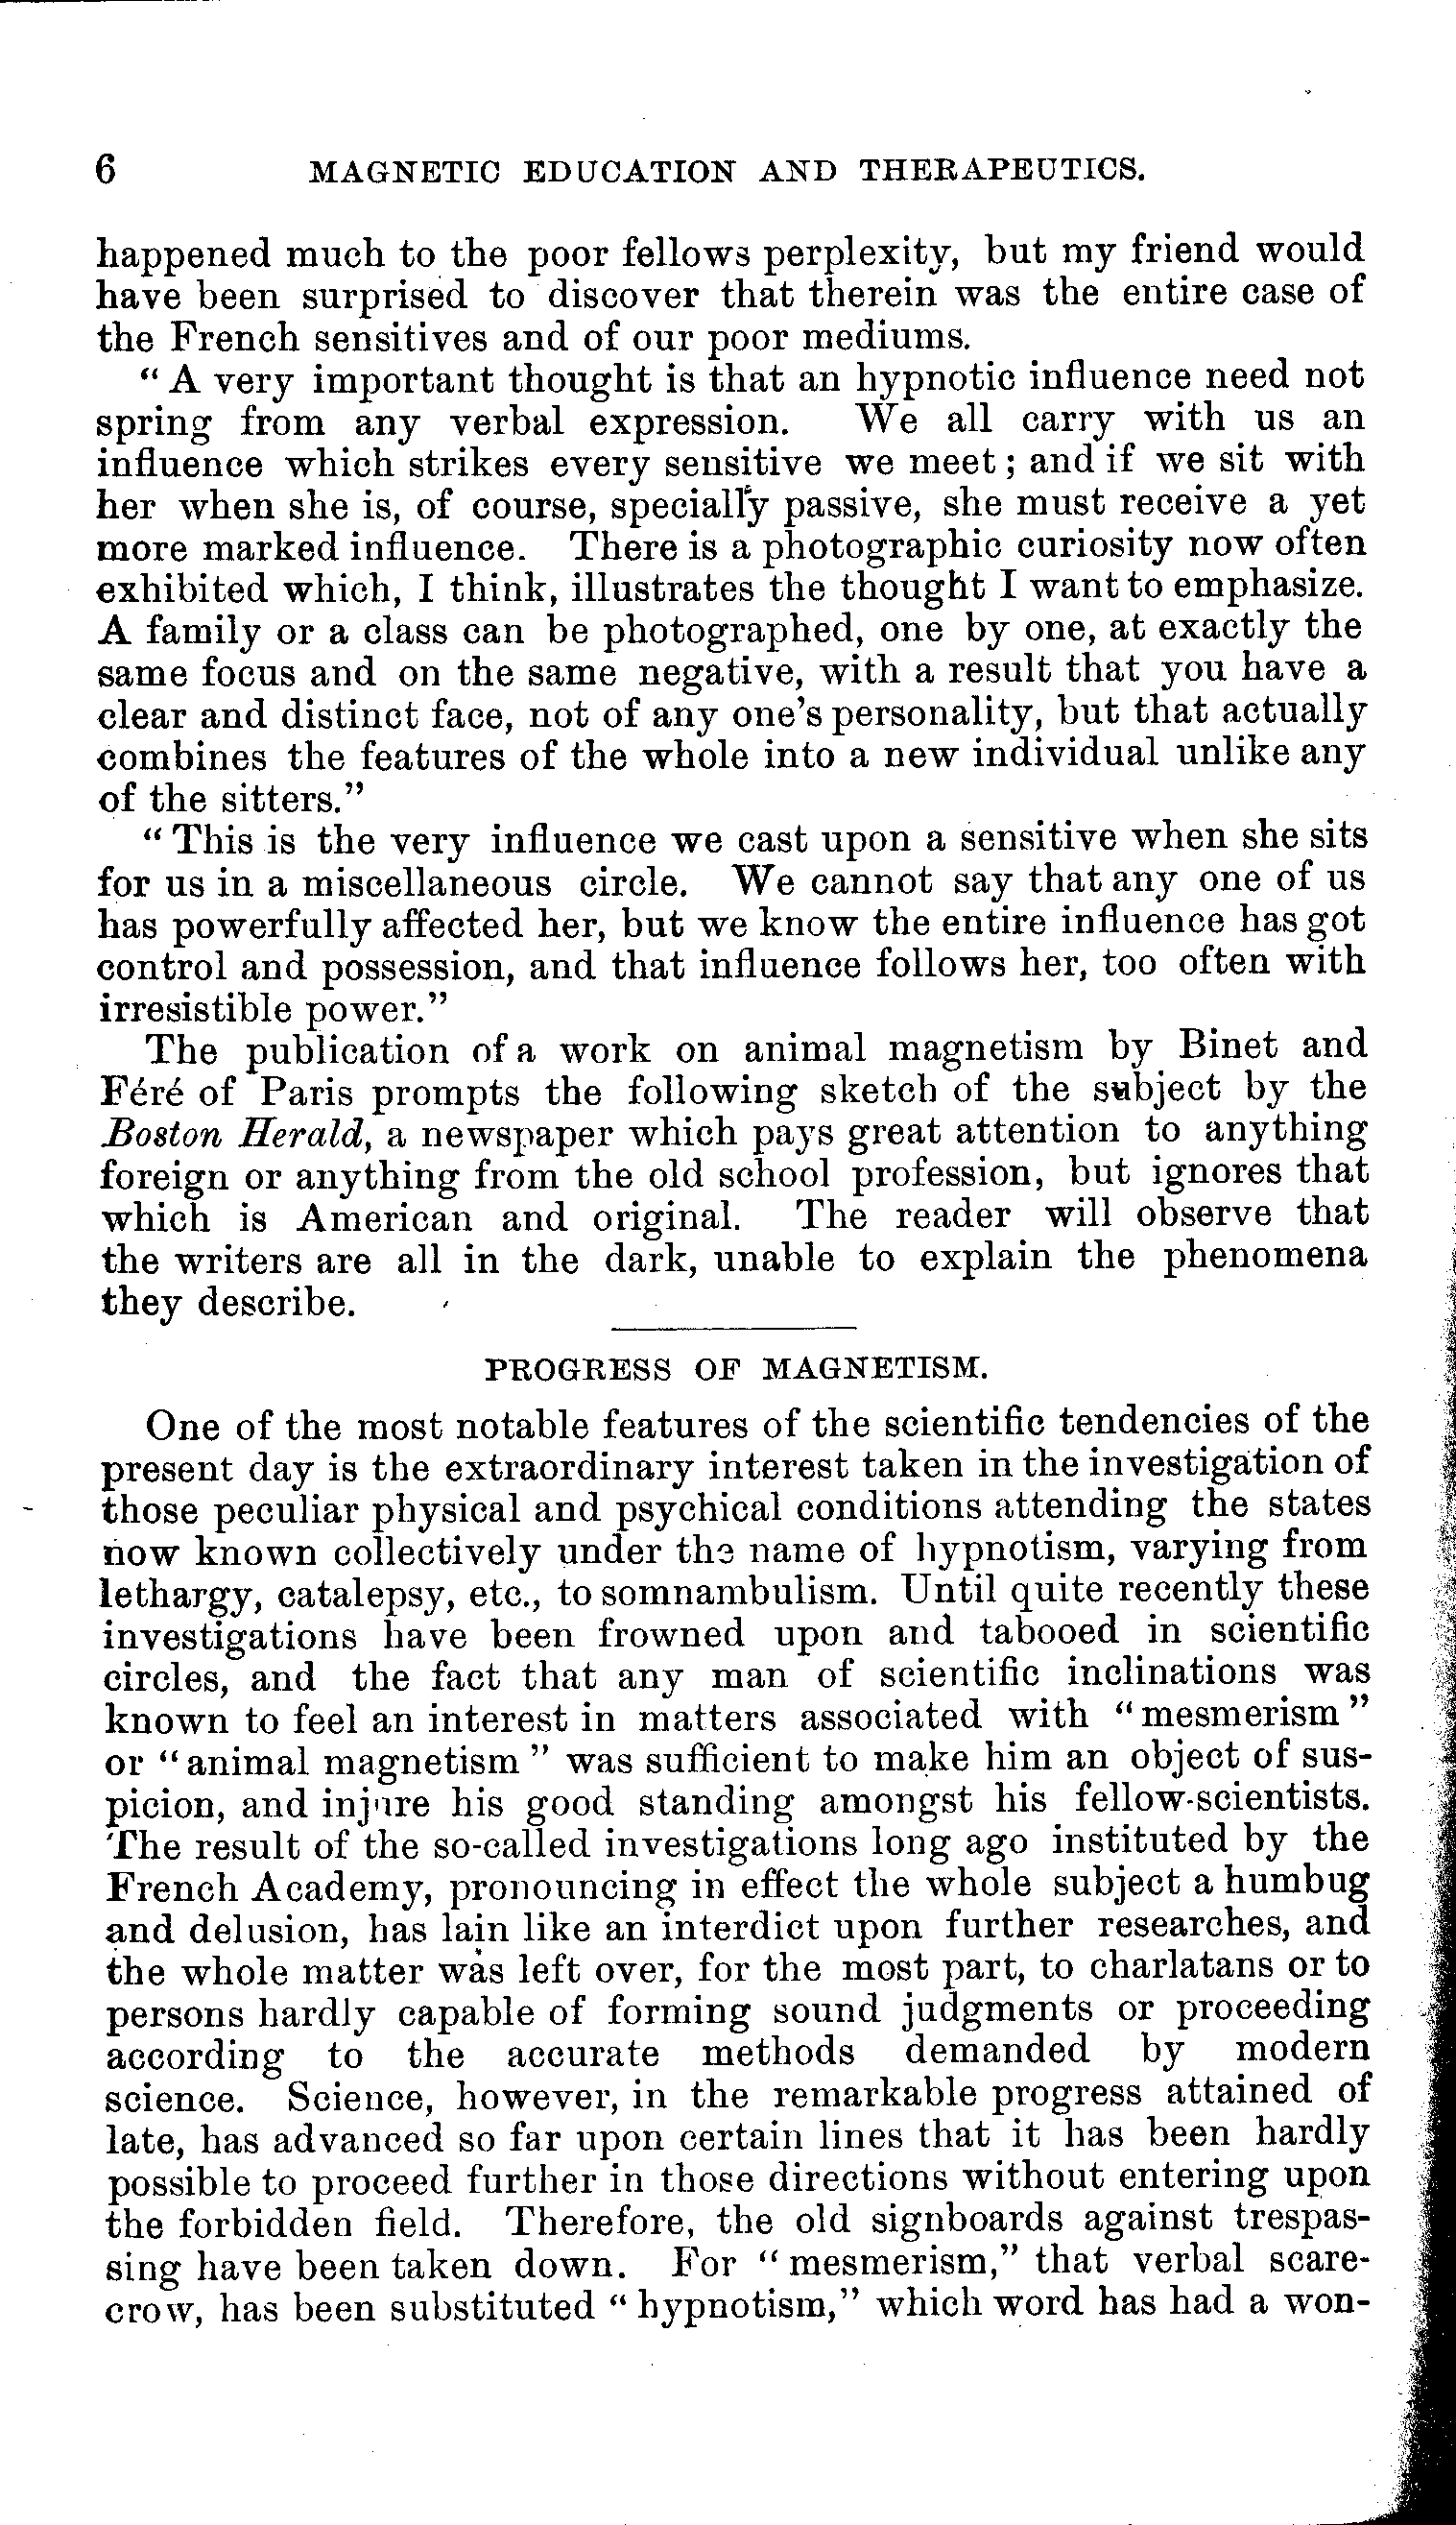 6 MAGNETIC EDUCATION AND THERAPEUTICS.
happened much to the poor fellows perplexity, but my friend would
have been surprised to discover that therein was the entire case of
the French sensitives and of our poor mediums.
“ A very important thought is that an hypnotic influence need not
spring from any verbal expression. We all carry with us an
influence which strikes every sensitive we meet ; and if we sit with
her when she is, of course, specially passive, she must receive a yet
more marked influence. There is a photographic curiosity now often
exhibited which, I think, illustrates the thought I want to emphasize.
A family or a class can be photographed, one by one, at exactly the
same focus and on the same negative, with a result that you have a
clear and distinct face, not of any one’s personality, but that actually
combines the features of the whole into a new individual unlike any
of the sitters.”
“ This is the very influence we cast upon a sensitive when she sits
for us in a miscellaneous circle. We cannot say that any one of us
has powerfully affected her, but we know the entire influence has got
control and possession, and that influence follows her, too often with
irresistible power.”
The publication of a work on animal magnetism by Binet and
Féré of Paris prompts the following sketch of the subject by the
Boston Herald, a newspaper which pays great attention to anything
foreign or anything from the old school profession, but ignores that
which is American and original. The reader will observe that
the writers are all in the dark, unable to explain the phenomena
they describe.
PROGRESS OF MAGNETISM.
One of the most notable features of the scientific tendencies of the
present day is the extraordinary interest taken in the investigation of
those peculiar physical and psychical conditions attending the states
now known collectively under the name of hypnotism, varying from
lethargy, catalepsy, etc., to somnambulism. Until quite recently these
investigations have been frowned upon and tabooed in scientific
circles, and the fact that any man of scientific inclinations was
known to feel an interest in matters associated with “ mesmerism ”
or “ animal magnetism ” was sufficient to make him an object of sus-
picion, and injure his good standing amongst his fellow-scientists.
The result of the so-called investigations long ago instituted by the
French Academy, pronouncing in effect the whole subject a humbug
and delusion, has lain like an interdict upon further researches, and
the whole matter was left over, for the most part, to charlatans or to
persons hardly capable of forming sound judgments or proceeding
according to the accurate methods demanded by modern
science. Science, however, in the remarkable progress attained of
late, has advanced so far upon certain lines that it has been hardly
possible to proceed further in those directions without entering upon
the forbidden field. Therefore, the old signboards against trespas-
sing have been taken down. For “ mesmerism,” that verbal scare-
crow, has been substituted “ hypnotism,” which word has had a won-